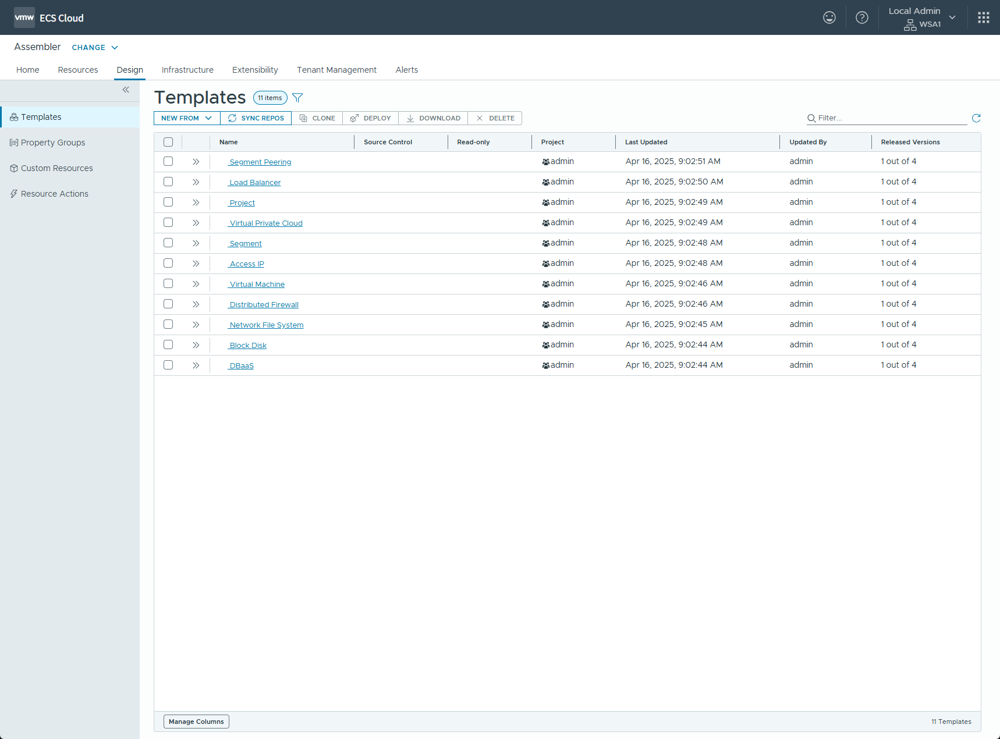 vmw ECS Cloud
Local Admin
WSA1
Assembler CHANGE
Home Resources Design Infrastructure Extensibility Tenant Management Alerts
Templates
Property Groups
Custom Resources
Resource Actions
Templates 11 items
NEW FROM SYNC REPOS CLONE DEPLOY DOWNLOAD DELETE Filter...
Name Source Control Read-only Project Last Updated Updated By Released Versions
Segment Peering admin Apr 16, 2025, 9:02:51 AM admin 1 out of 4
Load Balancer admin Apr 16, 2025, 9:02:50 AM admin 1 out of 4
Project admin Apr 16, 2025, 9:02:49 AM admin 1 out of 4
Virtual Private Cloud admin Apr 16, 2025, 9:02:49 AM admin 1 out of 4
Segment admin Apr 16, 2025, 9:02:48 AM admin 1 out of 4
Access IP admin Apr 16, 2025, 9:02:48 AM admin 1 out of 4
Virtual Machine admin Apr 16, 2025, 9:02:46 AM admin 1 out of 4
Distributed Firewall admin Apr 16, 2025, 9:02:46 AM admin 1 out of 4
Network File System admin Apr 16, 2025, 9:02:45 AM admin 1 out of 4
Block Disk admin Apr 16, 2025, 9:02:44 AM admin 1 out of 4
DBaaS admin Apr 16, 2025, 9:02:44 AM admin 1 out of 4
Manage Columns 11 Templates